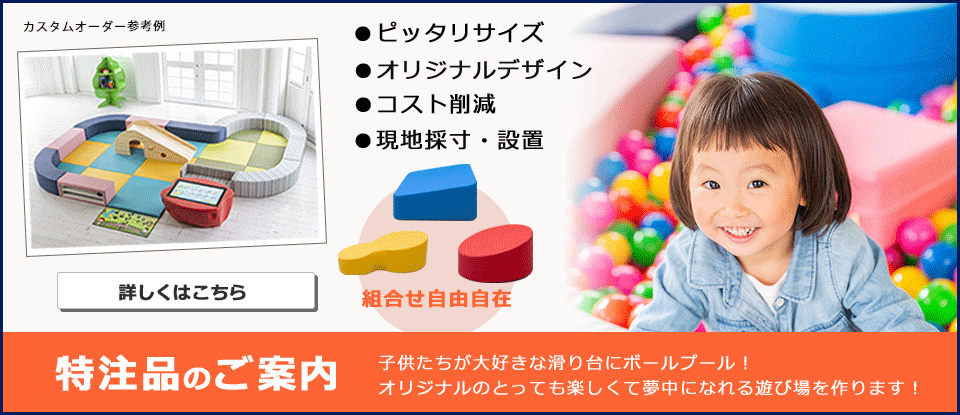 カスタムオーダー参考例
●ピッタリサイズ
●オリジナルデザイン
●コスト削減
●現地採寸・設置
組合せ自由自在
詳しくはこちら
特注品のご案内
子供たちが大好きな滑り台にボールプール！
オリジナルのとっても楽しくて夢中になれる遊び場を作ります！